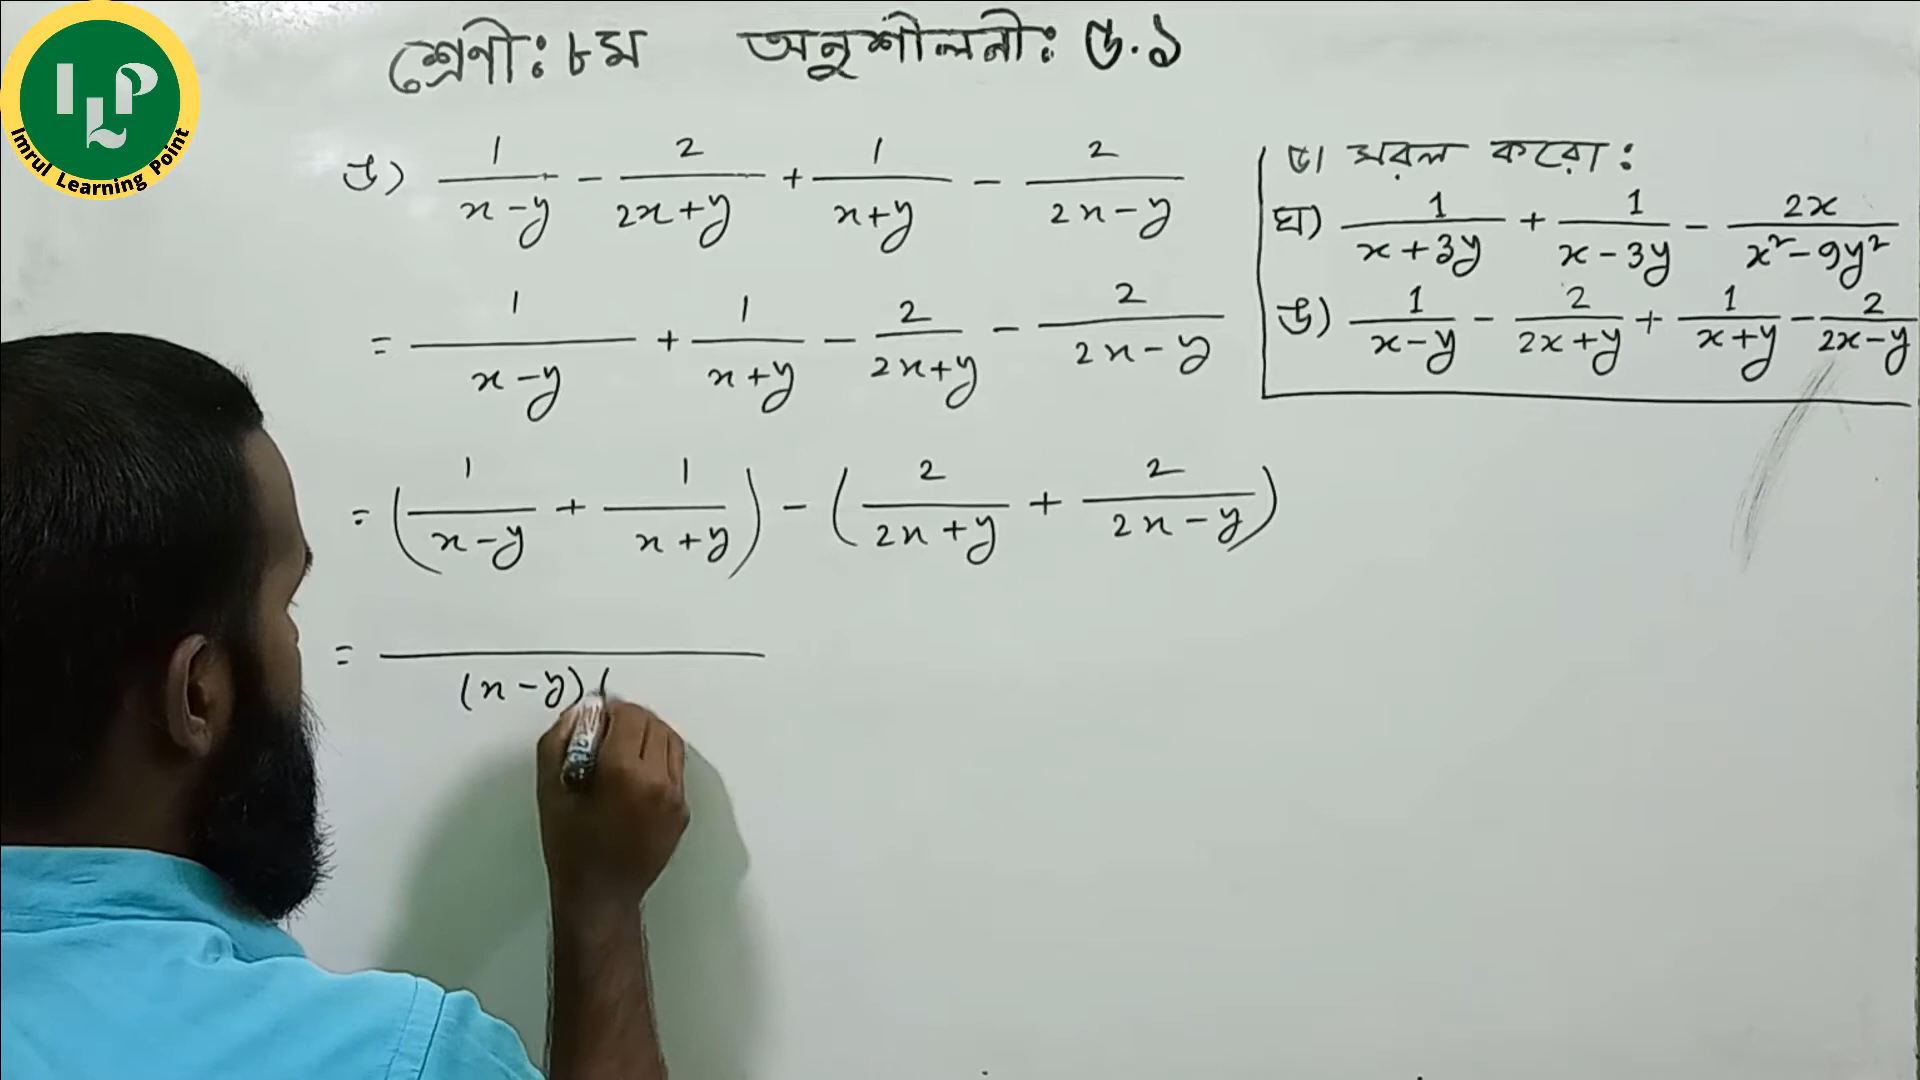 ILP
Imrul Learning Point
শ্রেণী: ৮ম অনুশীলনী: ৫.১
ঙ) 1/(x-y) - 2/(2x+y) + 1/(x+y) - 2/(2x-y)
= 1/(x-y) + 1/(x+y) - 2/(2x+y) - 2/(2x-y)
= (1/(x-y) + 1/(x+y)) - (2/(2x+y) + 2/(2x-y))
= (x-y)(
সরল করো:
ঘ) 1/(x+3y) + 1/(x-3y) - 2x/(x²-9y²)
ঙ) 1/(x-y) - 2/(2x+y) + 1/(x+y) - 2/(2x-y)